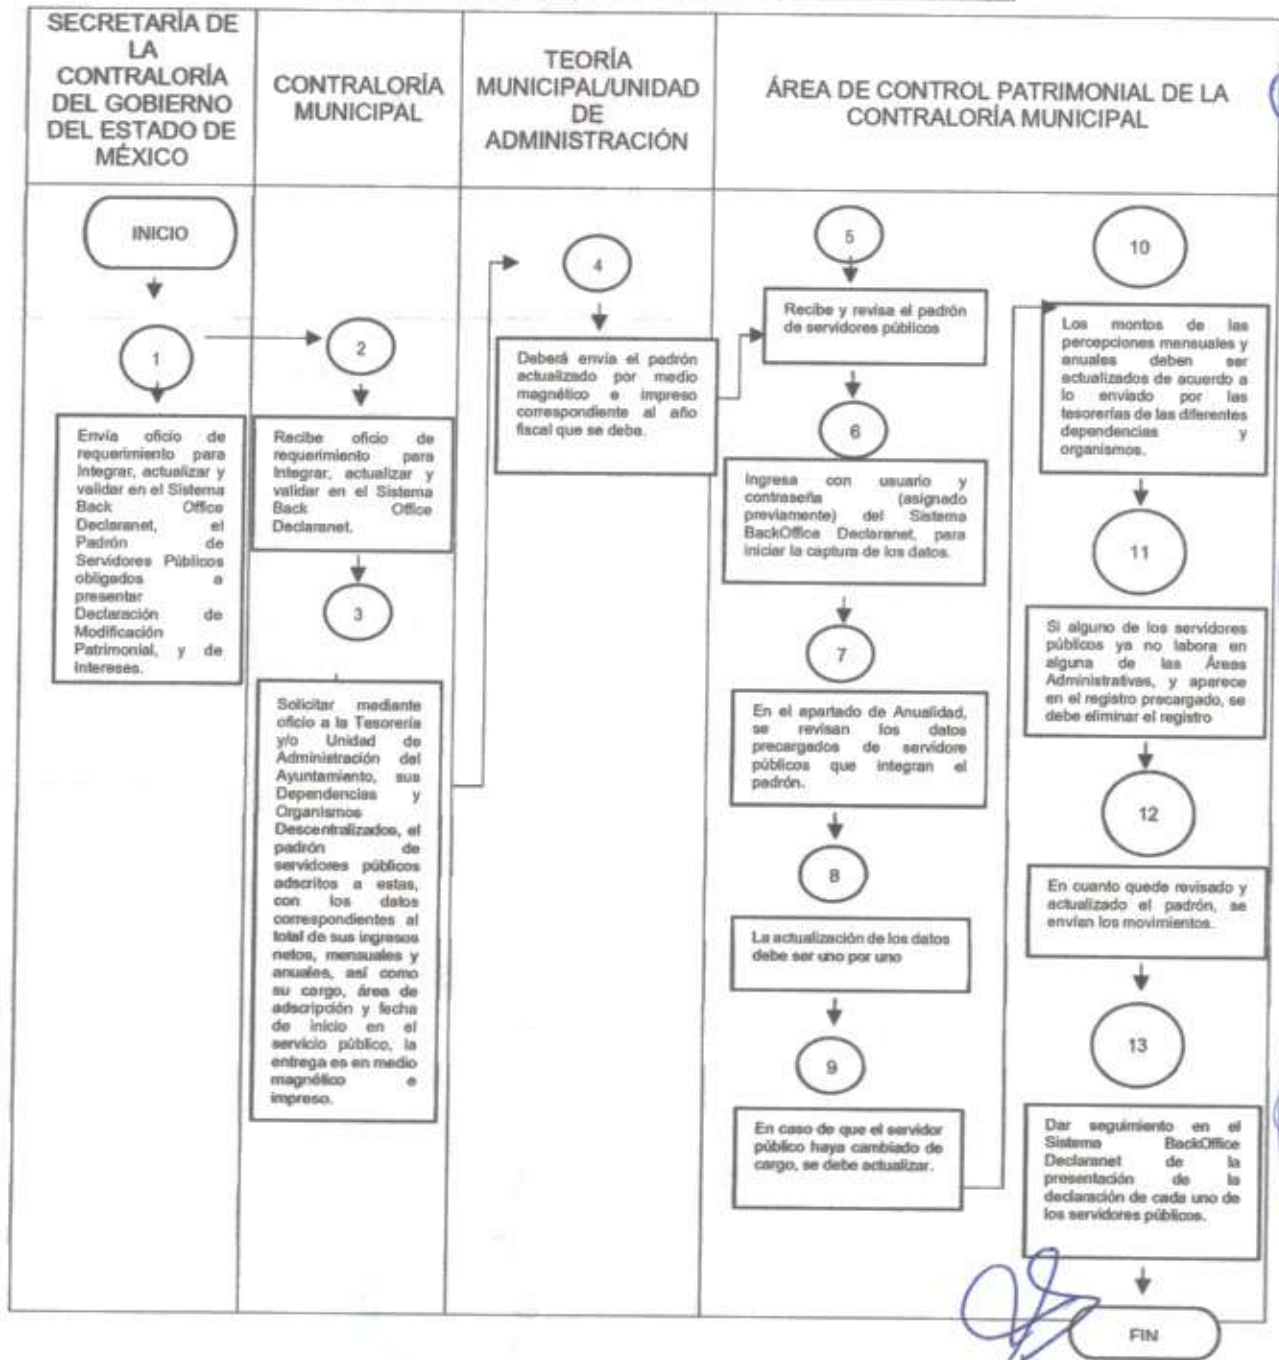 SECRETARÍA DE
LA
CONTRALORÍA
DEL GOBIERNO
DEL ESTADO DE
MÉXICO
CONTRALORÍA
MUNICIPAL
TEORÍA
MUNICIPAL/UNIDAD
DE
ADMINISTRACIÓN
ÁREA DE CONTROL PATRIMONIAL DE LA
CONTRALORÍA MUNICIPAL
INICIO
1
Envía oficio de
requerimiento para
Integrar, actualizar y
validar en el Sistema
Back Office
Declaranet, el
Padrón de
Servidores Públicos
obligados a
presentar
Declaración de
Modificación
Patrimonial, y de
Intereses.
2
Recibe oficio de
requerimiento para
Integrar, actualizar y
validar en el Sistema
Back Office
Declaranet.
3
Solicitar mediante
oficio a la Tesorería
y/o Unidad de
Administración del
Ayuntamiento, sus
Dependencias y
Organismos
Descentralizados, el
padrón de
servidores públicos
adscritos a estas,
con los datos
correspondientes al
total de sus ingresos
netos, mensuales y
anuales, así como
su cargo, área de
adscripción y fecha
de inicio en el
servicio público, la
entrega es en medio
magnético e
impreso.
4
Deberá envía el padrón
actualizado por medio
magnético e impreso
correspondiente al año
fiscal que se deba.
5
Recibe y revisa el padrón
de servidores públicos
6
Ingresa con usuario y
contraseña (asignado
previamente) del Sistema
BackOffice Declaranet, para
iniciar la captura de los datos.
7
En el apartado de Anualidad,
se revisan los datos
precargados de servidore
públicos que integran el
padrón.
8
La actualización de los datos
debe ser uno por uno
9
En caso de que el servidor
público haya cambiado de
cargo, se debe actualizar.
10
Los montos de las
percepciones mensuales y
anuales deben ser
actualizados de acuerdo a
lo enviado por las
tesorerías de las diferentes
dependencias y
organismos.
11
Si alguno de los servidores
públicos ya no labora en
alguna de las Áreas
Administrativas, y aparece
en el registro precargado, se
debe eliminar el registro
12
En cuanto quede revisado y
actualizado el padrón, se
envían los movimientos.
13
Dar seguimiento en el
Sistema BackOffice
Declaranet de la
presentación de la
declaración de cada uno de
los servidores públicos.
FIN